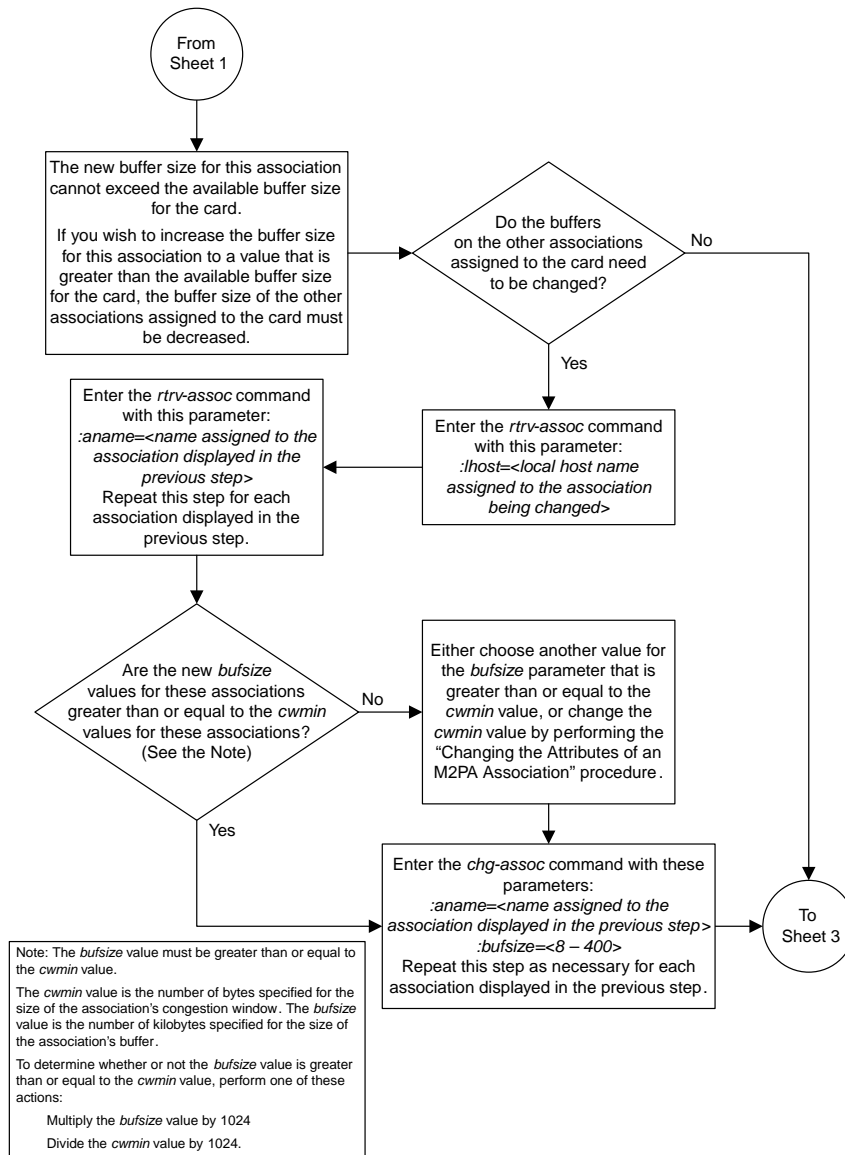 From
Sheet 1
The new buffer size for this association
cannot exceed the available buffer size
for the card.
If you wish to increase the buffer size
for this association to a value that is
greater than the available buffer size
for the card, the buffer size of the other
associations assigned to the card must
be decreased.
Do the buffers
on the other associations
assigned to the card need
to be changed?
No
Yes
Enter the rtrv-assoc command
with this parameter:
:lhost=<local host name
assigned to the association
being changed>
Enter the rtrv-assoc command
with this parameter:
:aname=<name assigned to the
association displayed in the
previous step>
Repeat this step for each
association displayed in the
previous step.
Are the new bufsize
values for these associations
greater than or equal to the cwmin
values for these associations?
(See the Note)
No
Yes
Either choose another value for
the bufsize parameter that is
greater than or equal to the
cwmin value, or change the
cwmin value by performing the
“Changing the Attributes of an
M2PA Association” procedure.
Enter the chg-assoc command with these
parameters:
:aname=<name assigned to the
association displayed in the previous step>
:bufsize=<8 – 400>
Repeat this step as necessary for each
association displayed in the previous step.
To
Sheet 3
Note: The bufsize value must be greater than or equal to
the cwmin value.
The cwmin value is the number of bytes specified for the
size of the association’s congestion window. The bufsize
value is the number of kilobytes specified for the size of
the association’s buffer.
To determine whether or not the bufsize value is greater
than or equal to the cwmin value, perform one of these
actions:
Multiply the bufsize value by 1024
Divide the cwmin value by 1024.